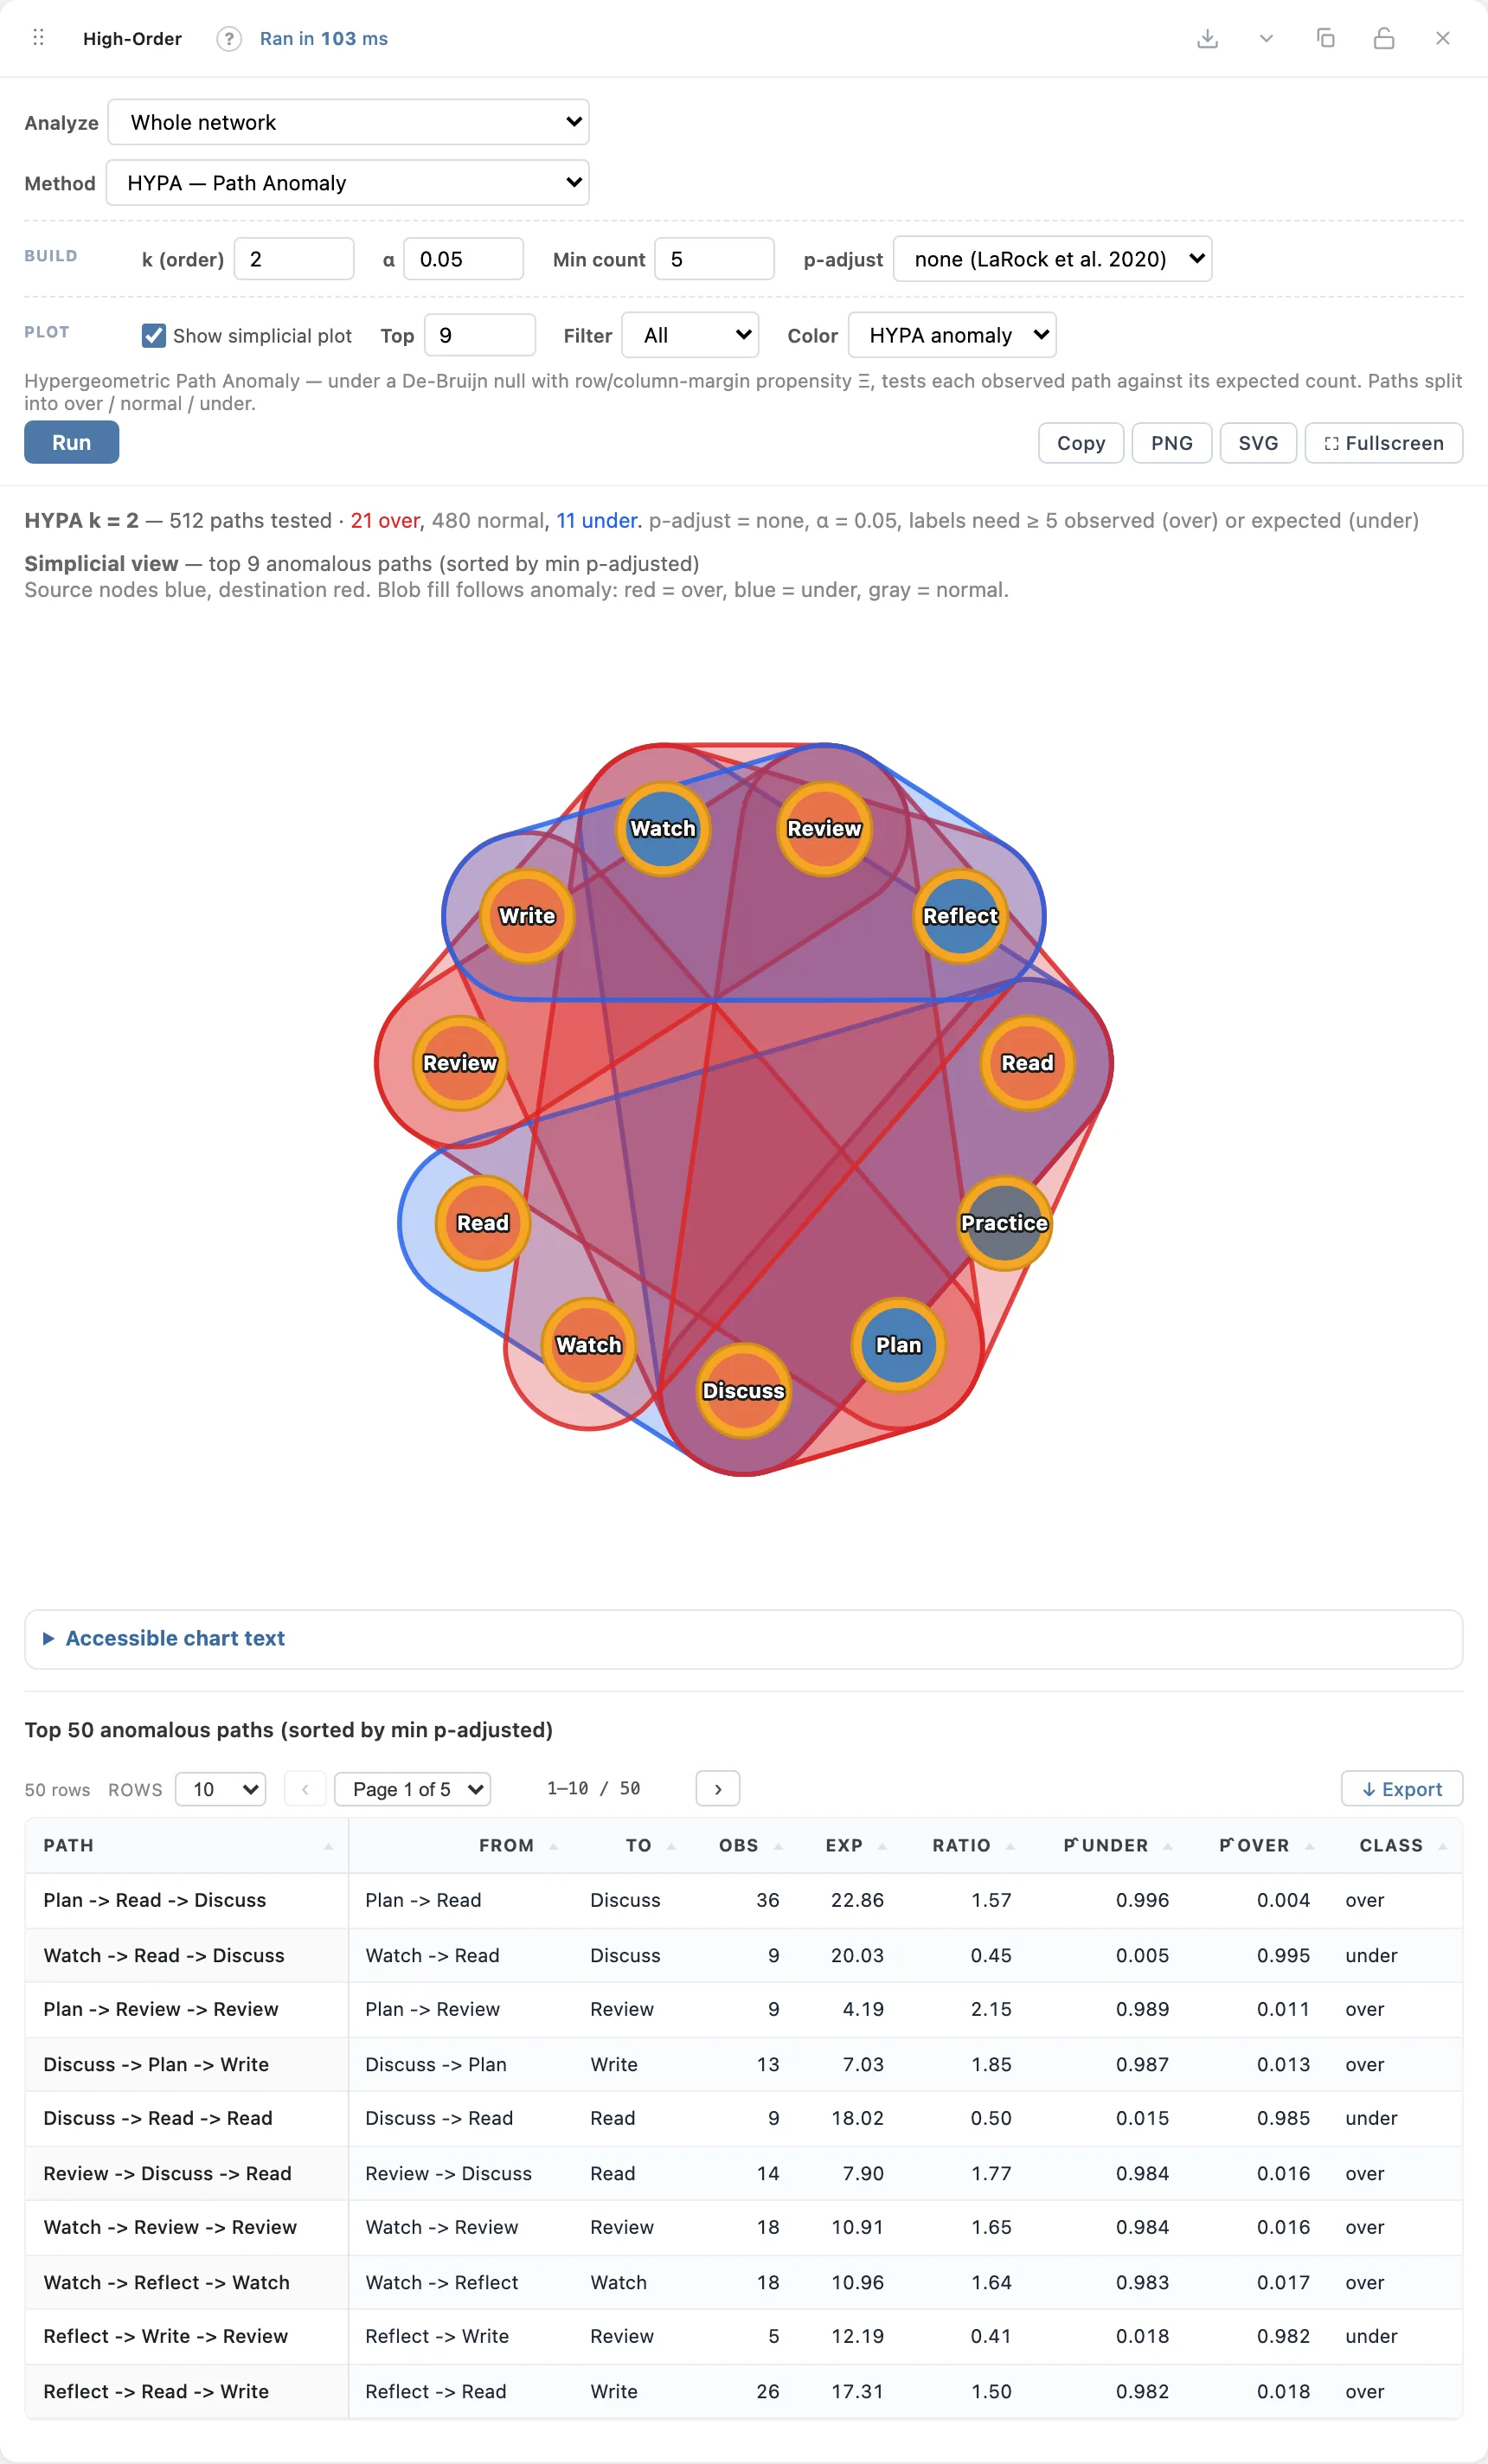 High-Order ? Ran in 103 ms
Analyze Whole network
Method HYPA — Path Anomaly
BUILD k (order) 2 α 0.05 Min count 5 p-adjust none (LaRock et al. 2020)
PLOT Show simplicial plot Top 9 Filter All Color HYPA anomaly
Hypergeometric Path Anomaly — under a De-Bruijn null with row/column-margin propensity Ξ, tests each observed path against its expected count. Paths split
into over / normal / under.
Run Copy PNG SVG Fullscreen
HYPA k = 2 — 512 paths tested · 21 over, 480 normal, 11 under. p-adjust = none, α = 0.05, labels need ≥ 5 observed (over) or expected (under)
Simplicial view — top 9 anomalous paths (sorted by min p-adjusted)
Source nodes blue, destination red. Blob fill follows anomaly: red = over, blue = under, gray = normal.
Watch Review
Write Reflect
Review Read
Read Practice
Watch Plan
Discuss
Accessible chart text
Top 50 anomalous paths (sorted by min p-adjusted)
50 rows ROWS 10 ‹ Page 1 of 5 1–10 / 50 › ↓ Export
PATH FROM TO OBS EXP RATIO P̂ UNDER P̂ OVER CLASS
Plan -> Read -> Discuss Plan -> Read Discuss 36 22.86 1.57 0.996 0.004 over
Watch -> Read -> Discuss Watch -> Read Discuss 9 20.03 0.45 0.005 0.995 under
Plan -> Review -> Review Plan -> Review Review 9 4.19 2.15 0.989 0.011 over
Discuss -> Plan -> Write Discuss -> Plan Write 13 7.03 1.85 0.987 0.013 over
Discuss -> Read -> Read Discuss -> Read Read 9 18.02 0.50 0.015 0.985 under
Review -> Discuss -> Read Review -> Discuss Read 14 7.90 1.77 0.984 0.016 over
Watch -> Review -> Review Watch -> Review Review 18 10.91 1.65 0.984 0.016 over
Watch -> Reflect -> Watch Watch -> Reflect Watch 18 10.96 1.64 0.983 0.017 over
Reflect -> Write -> Review Reflect -> Write Review 5 12.19 0.41 0.018 0.982 under
Reflect -> Read -> Write Reflect -> Read Write 26 17.31 1.50 0.982 0.018 over